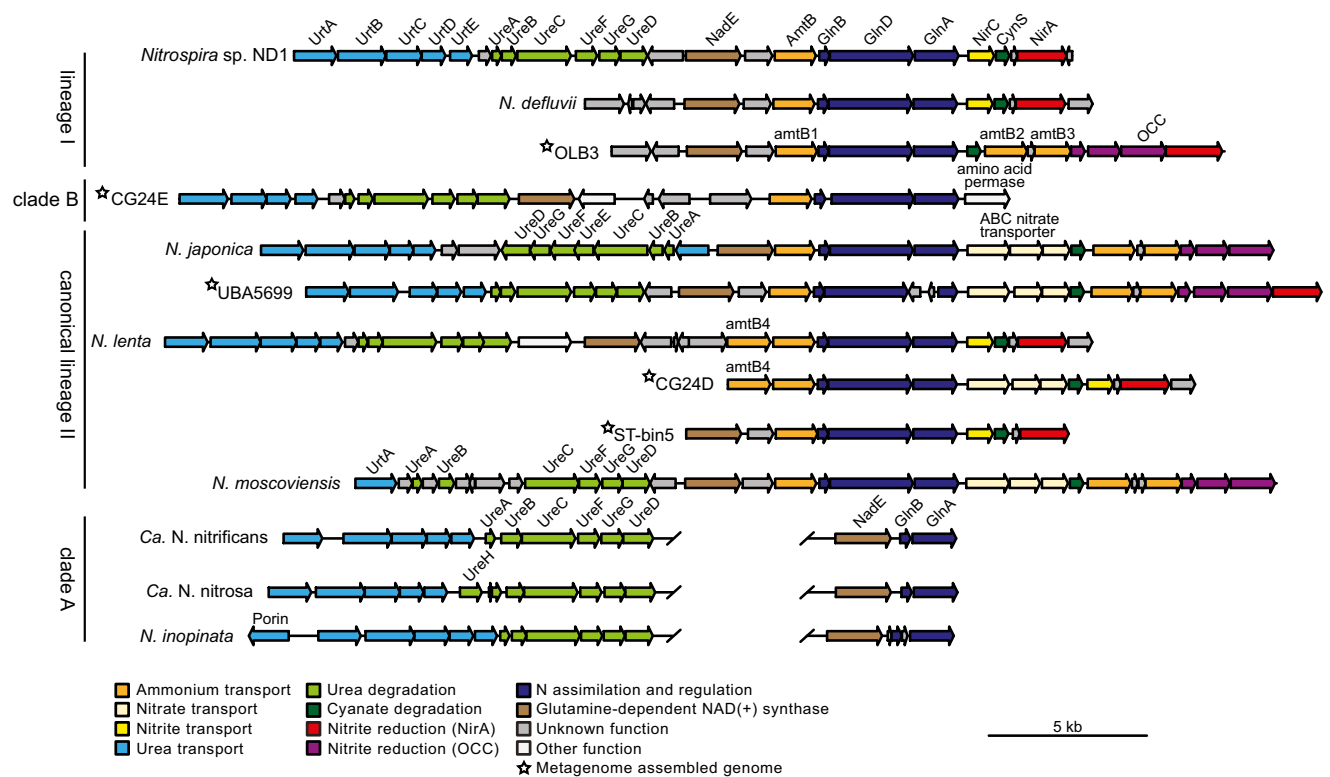 UrtA UrtB UrtC UrtD UrtE UreA UreB UreC UreF UreG UreD NadE AmtB GlnB GlnD GlnA NirC CynS NirA
Nitrospira sp. ND1
N. defluvii
amtB1 amtB2 amtB3 OCC
OLB3
lineage I
amino acid
permase
CG24E
clade B
UreD UreG UreF UreE UreC UreB UreA
ABC nitrate
transporter
N. japonica
UBA5699
amtB4
N. lenta
amtB4
CG24D
ST-bin5
UrtA UreA UreB UreC UreF UreG UreD
N. moscoviensis
canonical lineage II
UreA UreB UreC UreF UreG UreD NadE GlnB GlnA
Ca. N. nitrificans
UreH
Ca. N. nitrosa
Porin
N. inopinata
clade A
Ammonium transport
Nitrate transport
Nitrite transport
Urea transport
Urea degradation
Cyanate degradation
Nitrite reduction (NirA)
Nitrite reduction (OCC)
N assimilation and regulation
Glutamine-dependent NAD(+) synthase
Unknown function
Other function
Metagenome assembled genome
5 kb